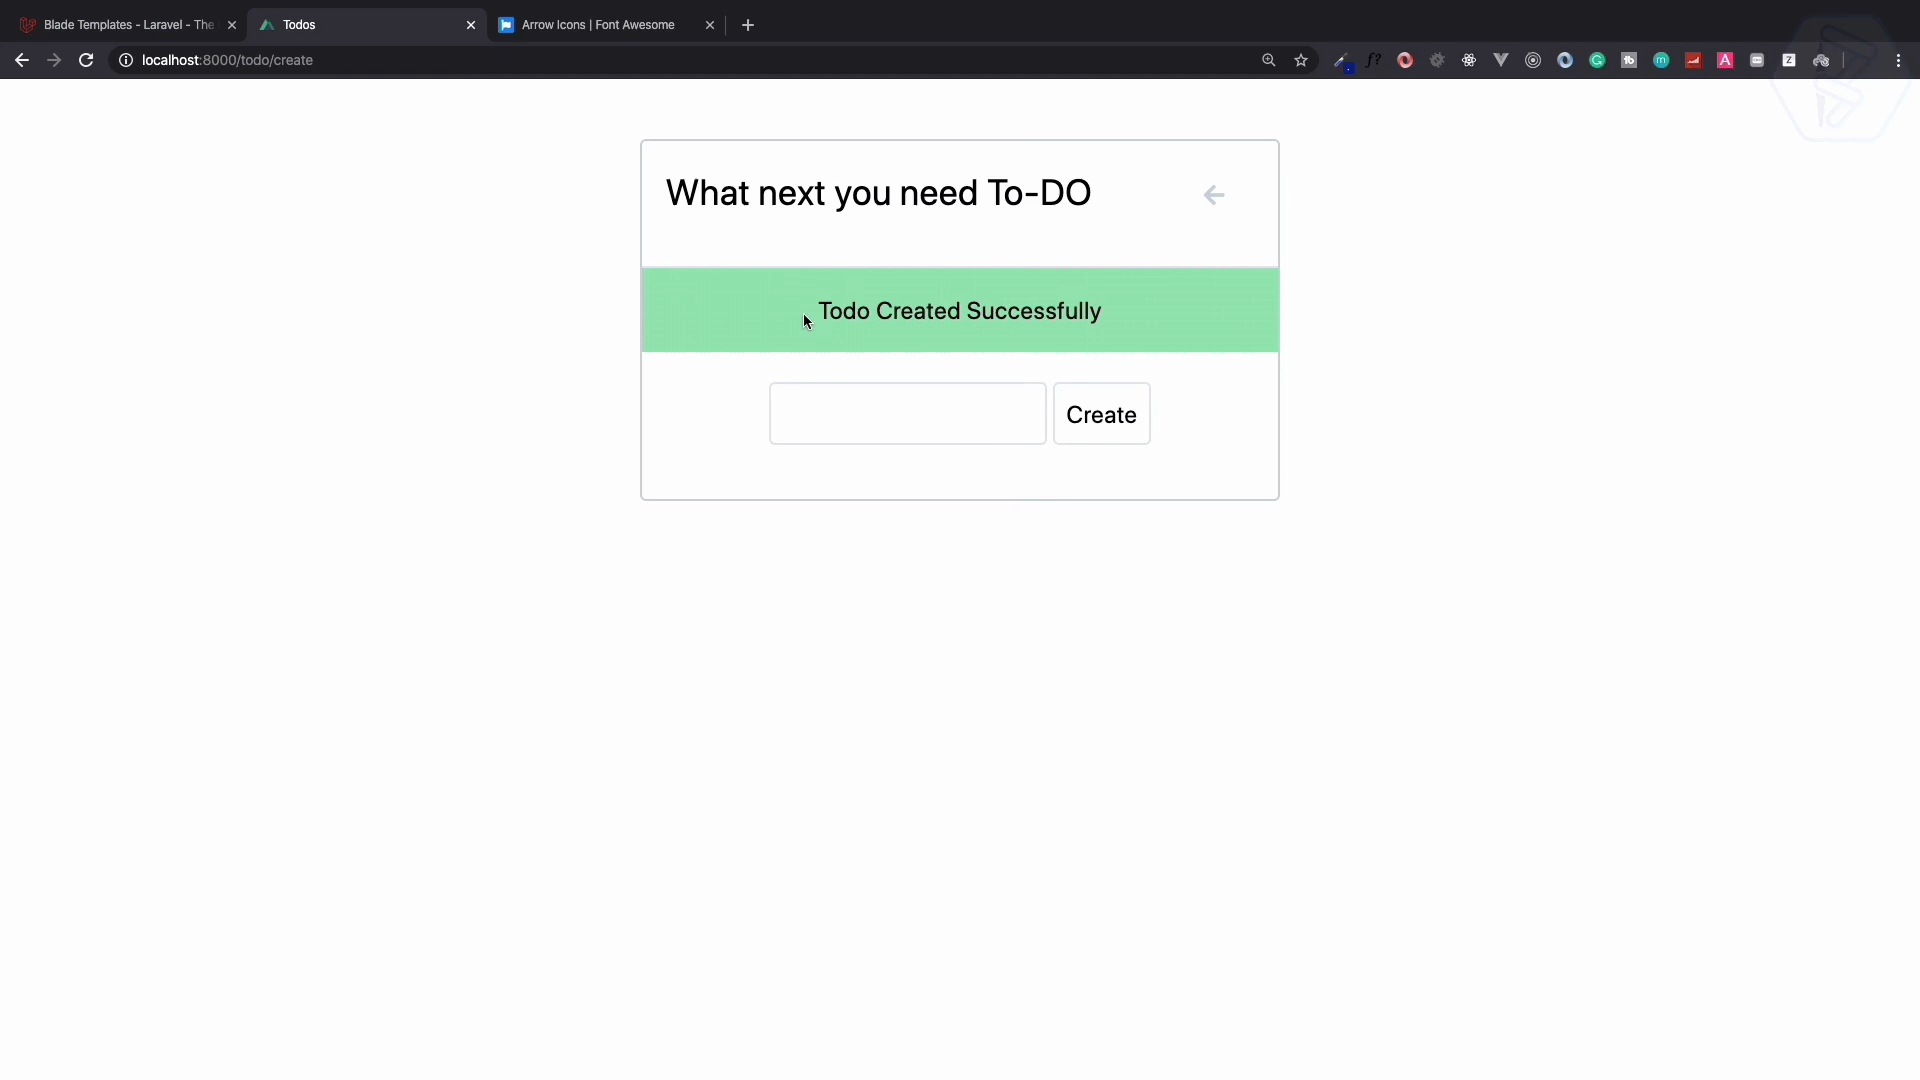 Blade Templates - Laravel - The
Todos
Arrow Icons | Font Awesome
localhost:8000/todo/create
What next you need To-DO
Todo Created Successfully
Create